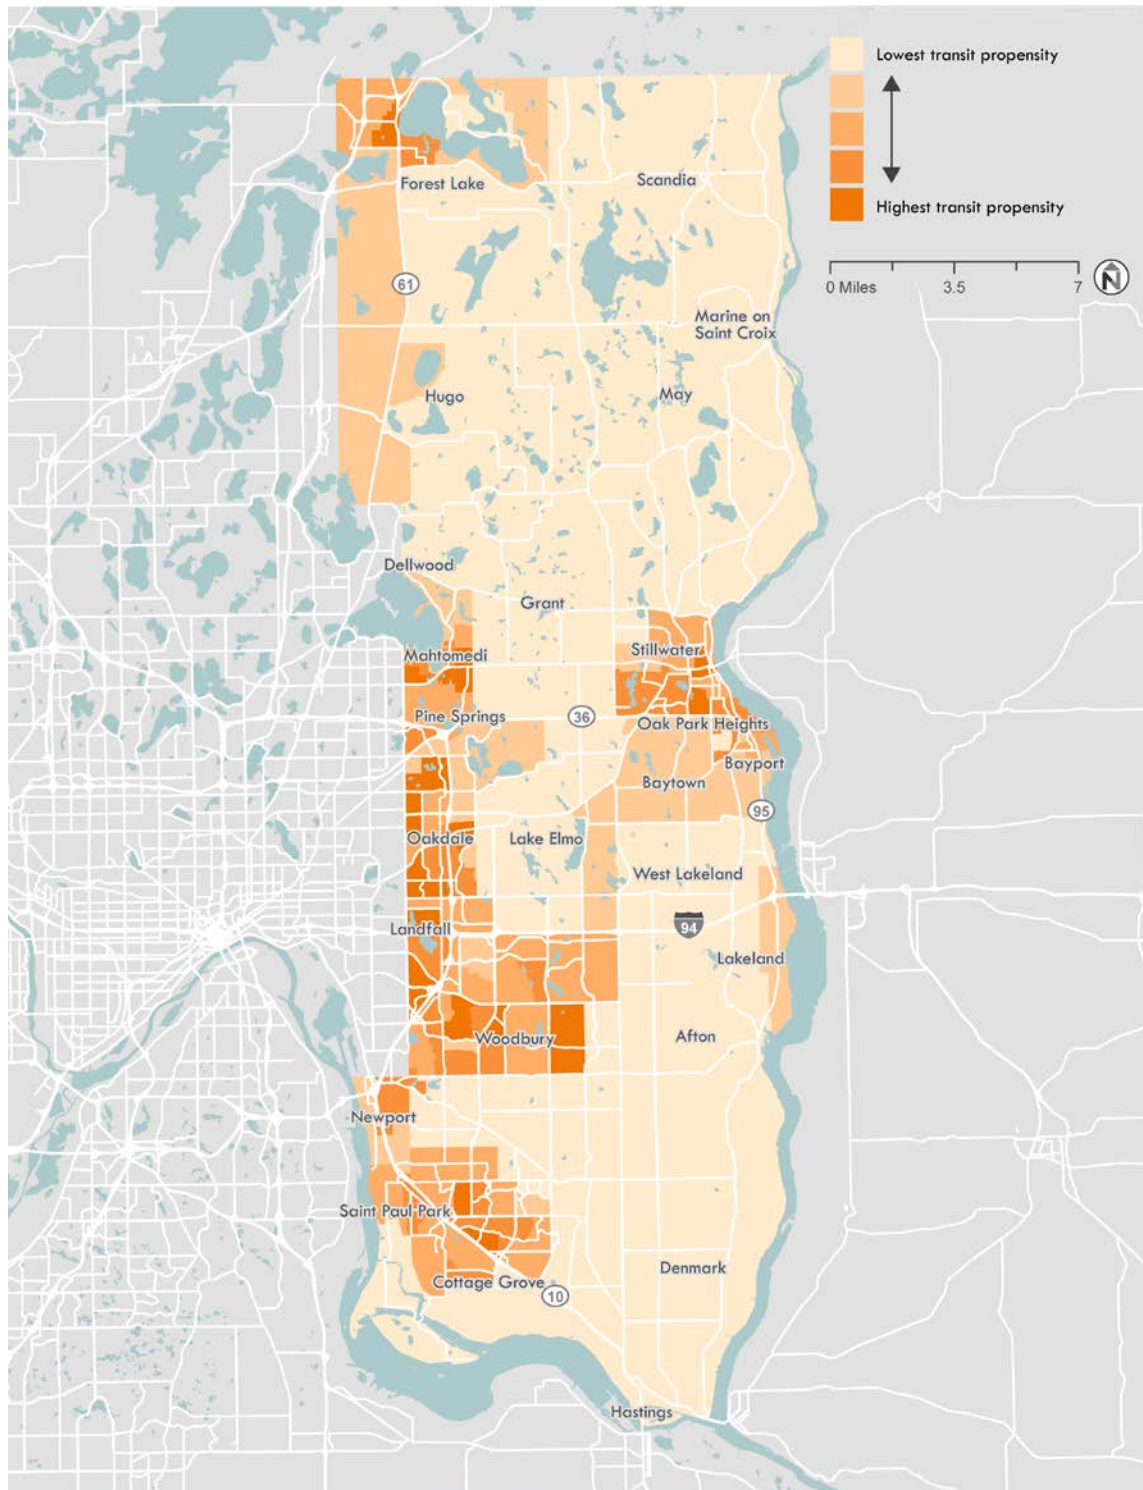 Lowest transit propensity
Highest transit propensity
0 Miles 3.5 7
N
Forest Lake
Scandia
61
Marine on
Saint Croix
Hugo
May
Dellwood
Grant
Mahtomedi
Stillwater
Pine Springs
36
Oak Park Heights
Bayport
Baytown
95
Oakdale
Lake Elmo
West Lakeland
Landfall
94
Lakeland
Woodbury
Afton
Newport
Saint Paul Park
Denmark
Cottage Grove
10
Hastings